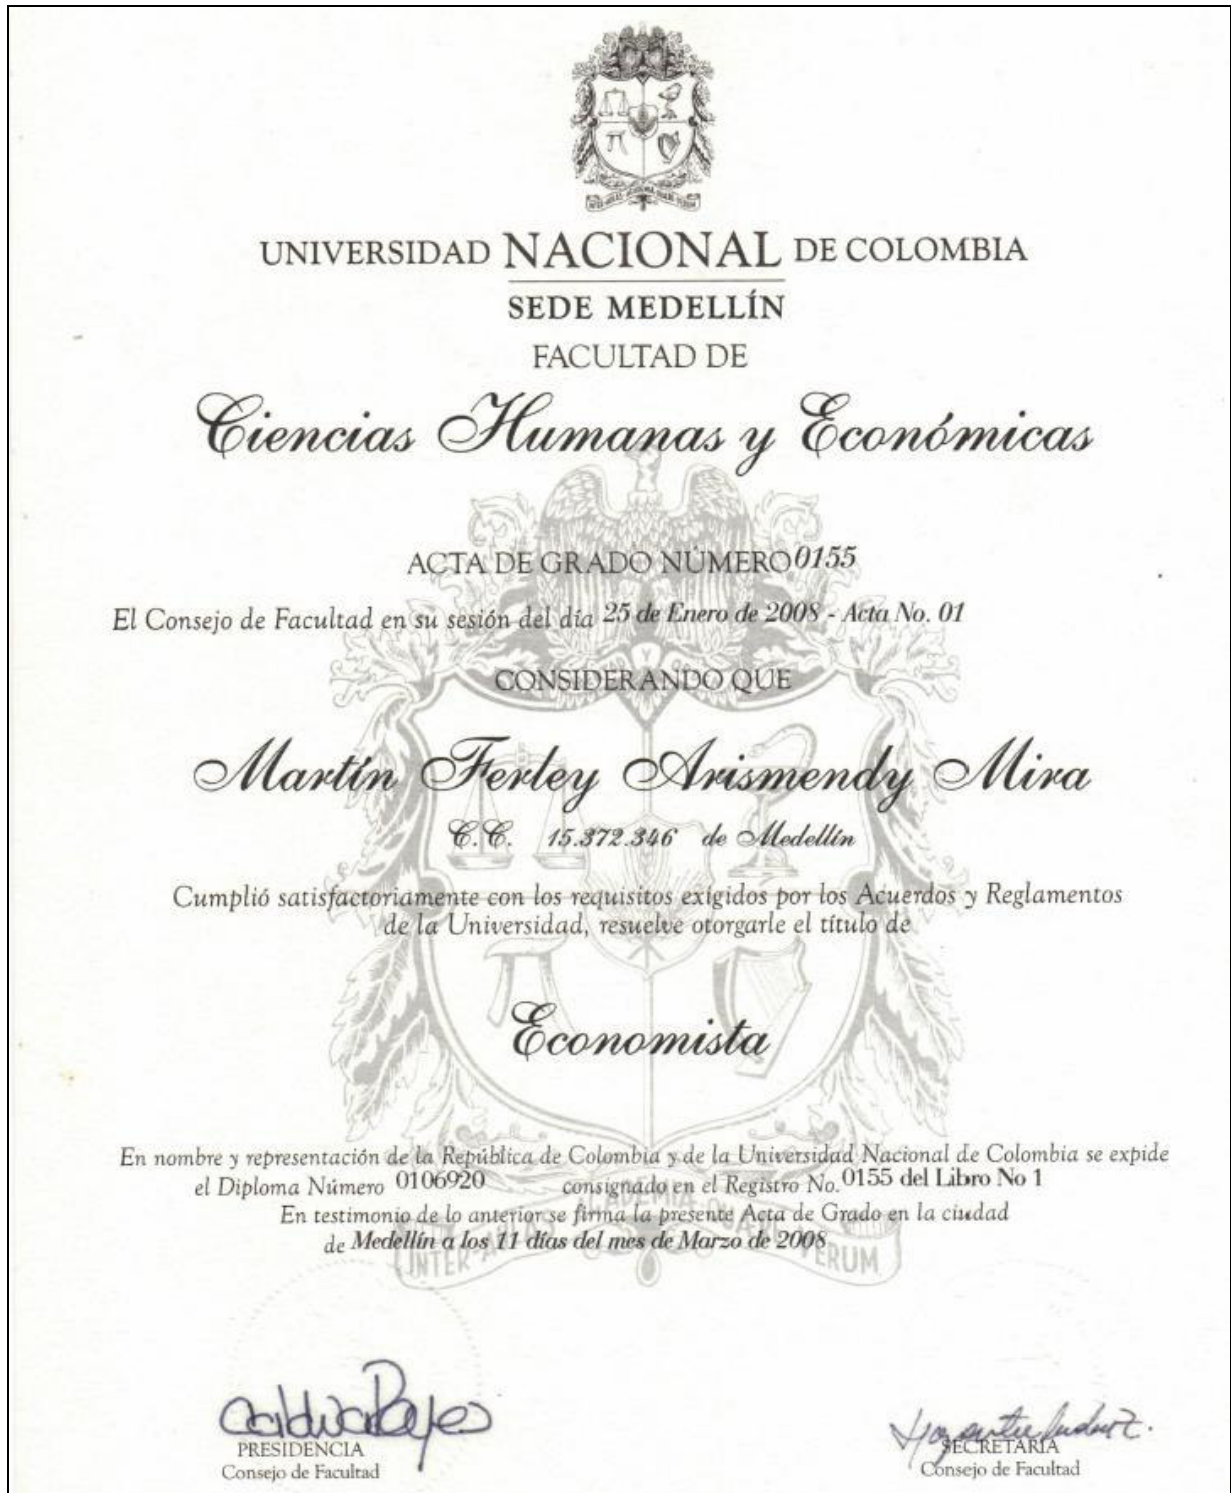 INTER AULAS ACADEMIÆ QUÆRE VERUM
UNIVERSIDAD NACIONAL DE COLOMBIA
SEDE MEDELLÍN
FACULTAD DE
Ciencias Humanas y Económicas
ACTA DE GRADO NÚMERO 0155
El Consejo de Facultad en su sesión del día 25 de Enero de 2008 - Acta No. 01
CONSIDERANDO QUE
Martín Ferley Arismendy Mira
C.C. 15.372.346 de Medellín
Cumplió satisfactoriamente con los requisitos exigidos por los Acuerdos y Reglamentos
de la Universidad, resuelve otorgarle el título de
Economista
En nombre y representación de la República de Colombia y de la Universidad Nacional de Colombia se expide
el Diploma Número 0106920 consignado en el Registro No. 0155 del Libro No 1
En testimonio de lo anterior se firma la presente Acta de Grado en la ciudad
de Medellín a los 11 días del mes de Marzo de 2008
PRESIDENCIA
Consejo de Facultad
SECRETARIA
Consejo de Facultad